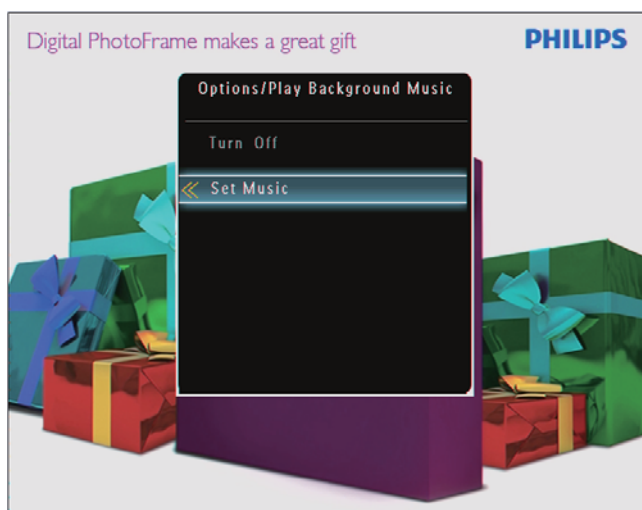 Digital PhotoFrame makes a great gift
PHILIPS
Options/Play Background Music
Turn Off
Set Music